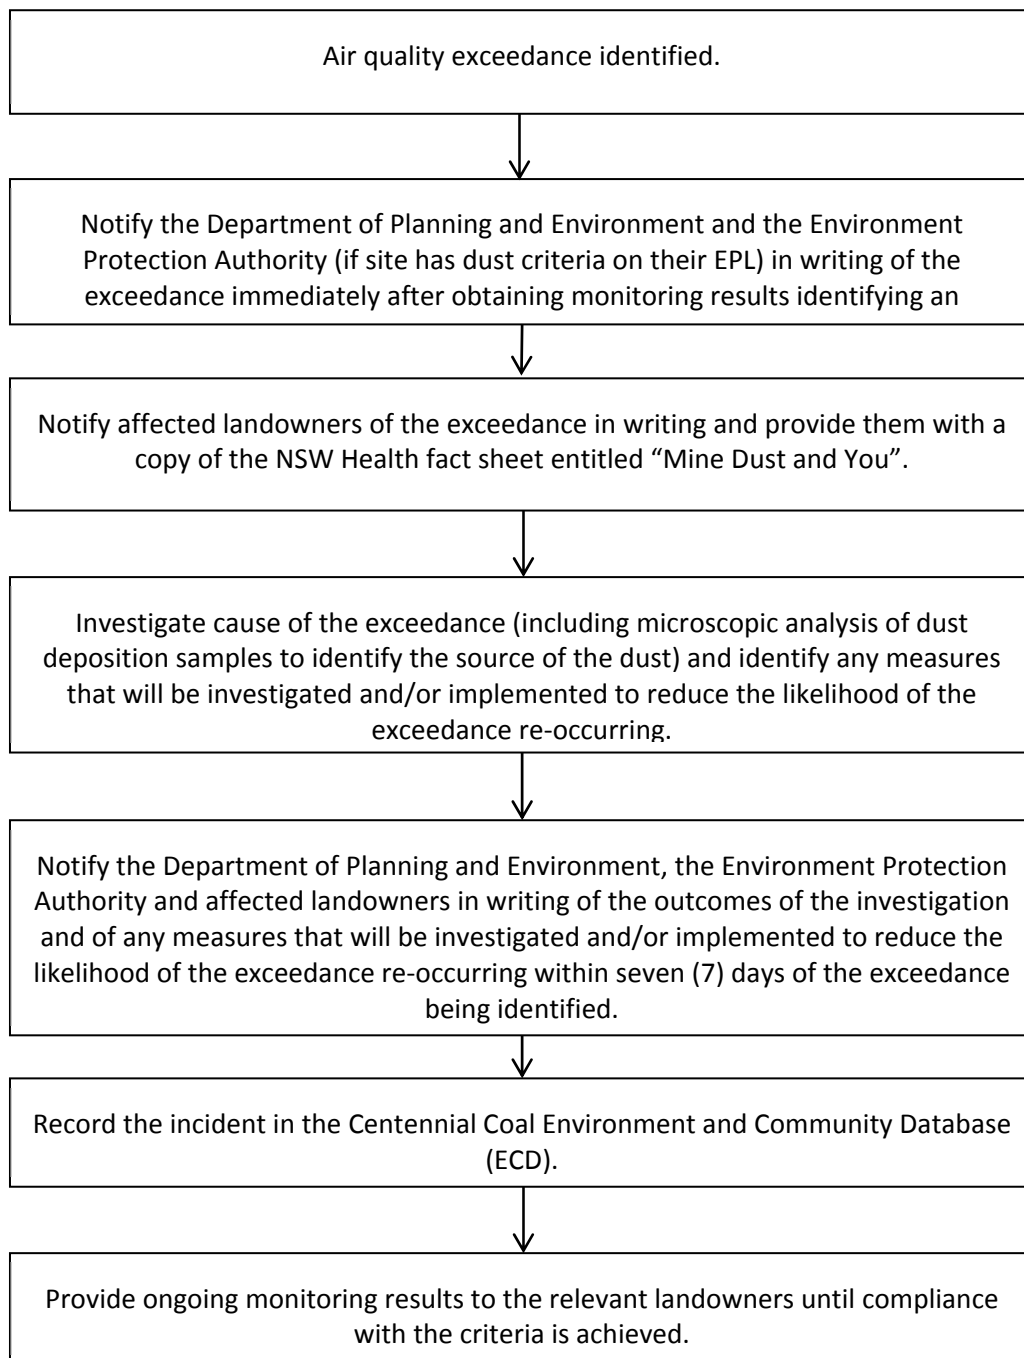 Air quality exceedance identified.
Notify the Department of Planning and Environment and the Environment
Protection Authority (if site has dust criteria on their EPL) in writing of the
exceedance immediately after obtaining monitoring results identifying an
Notify affected landowners of the exceedance in writing and provide them with a
copy of the NSW Health fact sheet entitled “Mine Dust and You”.
Investigate cause of the exceedance (including microscopic analysis of dust
deposition samples to identify the source of the dust) and identify any measures
that will be investigated and/or implemented to reduce the likelihood of the
exceedance re-occurring.
Notify the Department of Planning and Environment, the Environment Protection
Authority and affected landowners in writing of the outcomes of the investigation
and of any measures that will be investigated and/or implemented to reduce the
likelihood of the exceedance re-occurring within seven (7) days of the exceedance
being identified.
Record the incident in the Centennial Coal Environment and Community Database
(ECD).
Provide ongoing monitoring results to the relevant landowners until compliance
with the criteria is achieved.